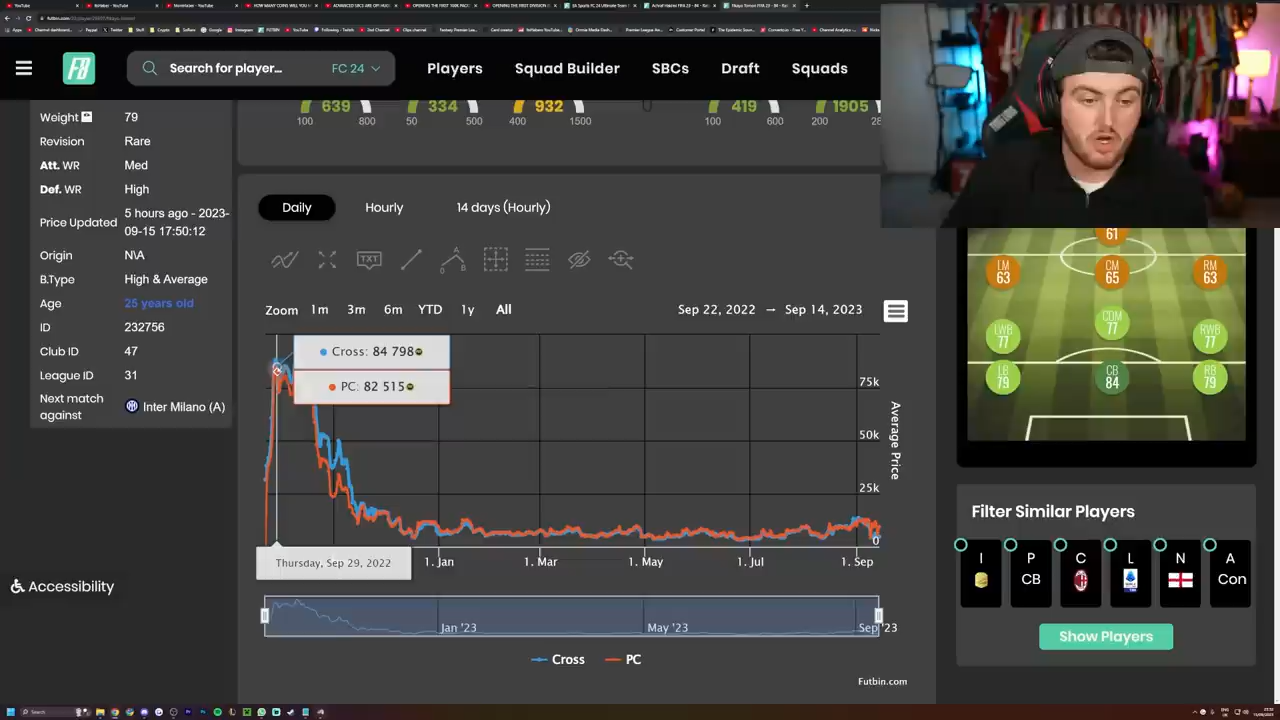 YouTube
Search for player...
FC 24
Players
Squad Builder
SBCs
Draft
Squads
639
334
932
419
1905
100
800
50
500
400
1500
100
600
200
Weight
79
Revision
Rare
Att. WR
Med
Def. WR
High
Price Updated
5 hours ago - 2023-
09-15 17:50:12
Origin
N\A
B.Type
High & Average
Age
25 years old
ID
232756
Club ID
47
League ID
31
Next match
against
Inter Milano (A)
Daily
Hourly
14 days (Hourly)
TXT
Zoom
1m
3m
6m
YTD
1y
All
Sep 22, 2022 → Sep 14, 2023
Cross: 84 798
PC: 82 515
75k
50k
25k
0
Average Price
Thursday, Sep 29, 2022
1. Jan
1. Mar
1. May
1. Jul
1. Sep
Jan '23
May '23
Sep '23
Cross
PC
Futbin.com
Accessibility
61
LM
63
CM
65
RM
63
LWB
77
CDM
77
RWB
77
LB
79
CB
84
RB
79
Filter Similar Players
I
P
CB
C
L
N
A
Con
Show Players
Search